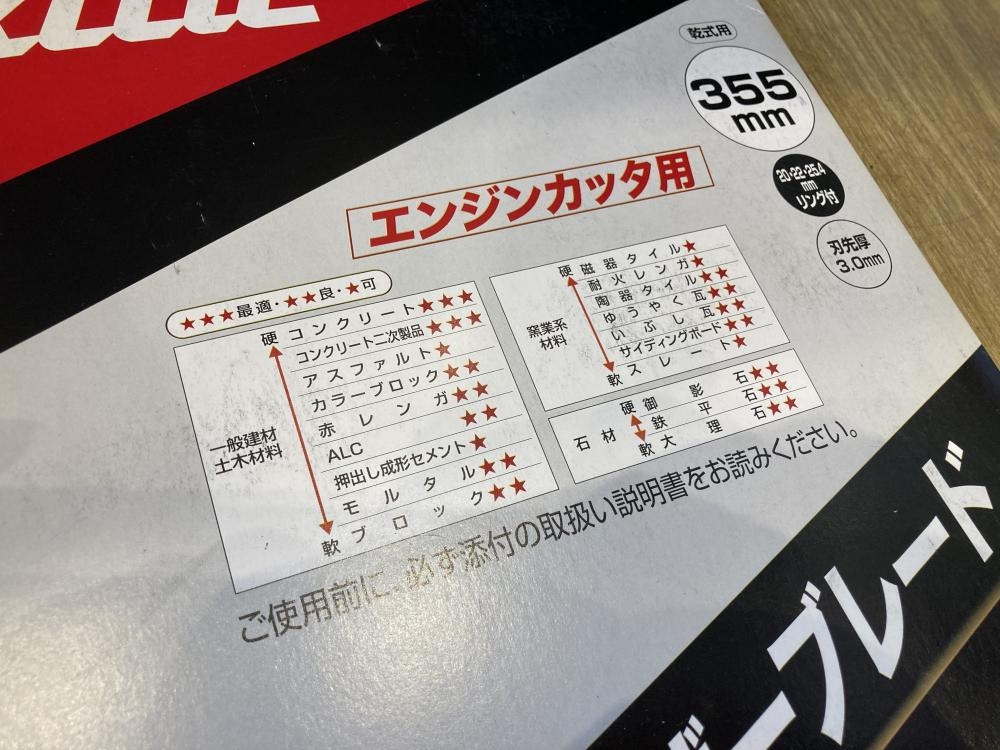 乾式用
355
mm
20・22・25.4
mm
リング付
刃先厚
3.0mm
エンジンカッタ用
★★★最適・★★良・★可
一般建材
土木材料
硬
軟
コンクリート★★★
コンクリート二次製品★★★
アスファルト★
カラーブロック★★
赤レンガ★★
ALC ★★
押出し成形セメント★
モルタル★★
ブロック★★
窯業系
材料
硬
軟
磁器タイル★
耐火レンガ★
陶器タイル★★
ゆうやく瓦★★
いぶし瓦★★
サイディングボード★★
スレート★
石材
硬
軟
御影石★★
鉄平石★★★
大理石★★
ご使用前に、必ず添付の取扱い説明書をお読みください。
ーブレード